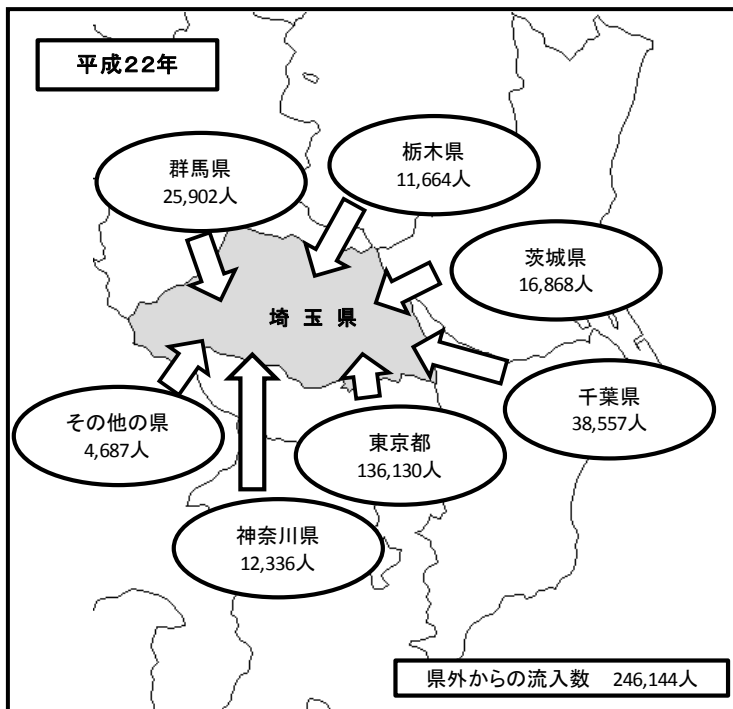 平成22年
群馬県
25,902人
栃木県
11,664人
茨城県
16,868人
埼 玉 県
千葉県
38,557人
その他の県
4,687人
東京都
136,130人
神奈川県
12,336人
県外からの流入数 246,144人